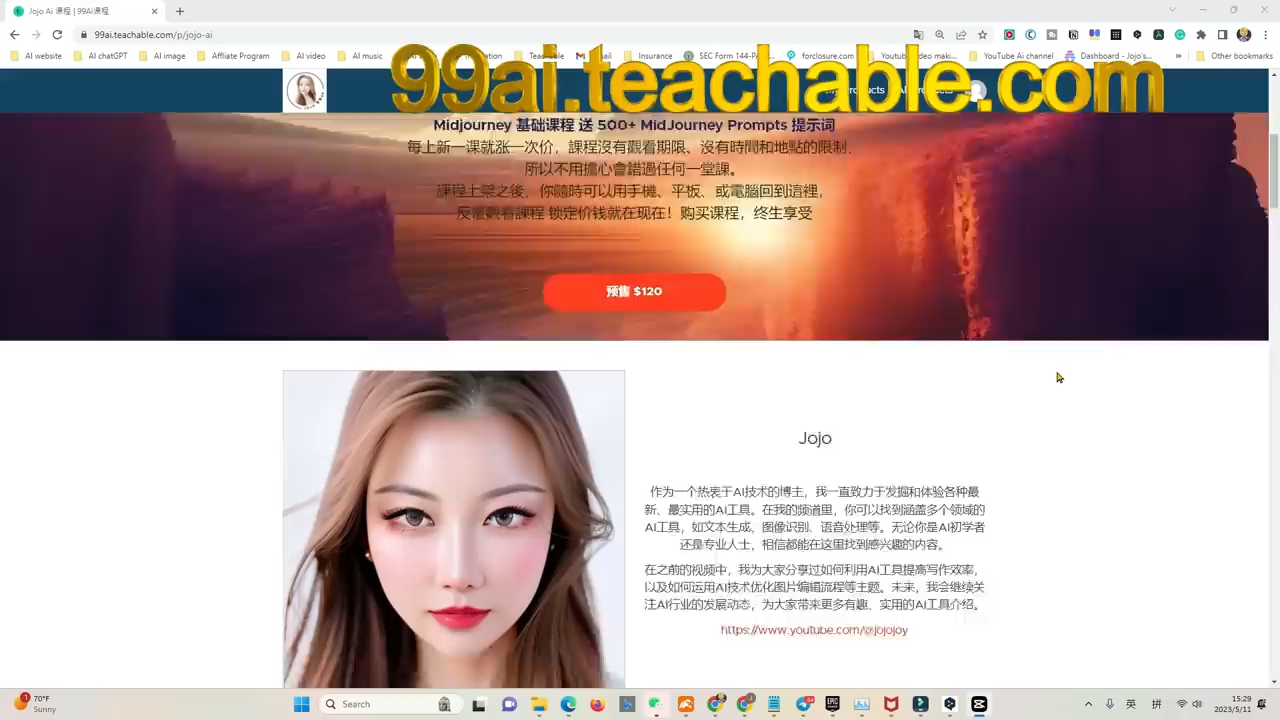 Jojo Ai 课程 | 99Ai课程
99ai.teachable.com/p/jojo-ai
AI website
AI chatGPT
AI image
Affliate Program
AI video
AI music
Teachable
Gmail
Insurance
SEC Form 144
forclosure.com
Youtube video maki...
YouTube Ai channel
Dashboard - Jojo's...
»
Other bookmarks
99ai.teachable.com
Midjourney 基础课程 送 500+ MidJourney Prompts 提示词
每上新一课就涨一次价，課程沒有觀看期限、沒有時間和地點的限制，
所以不用擔心會錯過任何一堂課。
課程上架之後，你隨時可以用手機、平板、或電腦回到這裡，
反覆觀看課程 锁定价钱就在现在！购买课程，终生享受
预售 $120
Jojo
作为一个热衷于AI技术的博主，我一直致力于发掘和体验各种最
新、最实用的AI工具。在我的频道里，你可以找到涵盖多个领域的
AI工具，如文本生成、图像识别、语音处理等。无论你是AI初学者
还是专业人士，相信都能在这里找到感兴趣的内容。
在之前的视频中，我为大家分享过如何利用AI工具提高写作效率，
以及如何运用AI技术优化图片编辑流程等主题。未来，我会继续关
注AI行业的发展动态，为大家带来更多有趣、实用的AI工具介绍。
https://www.youtube.com/@jojojoy
1
70°F
Sunny
Search
英
拼
15:29
2023/5/11